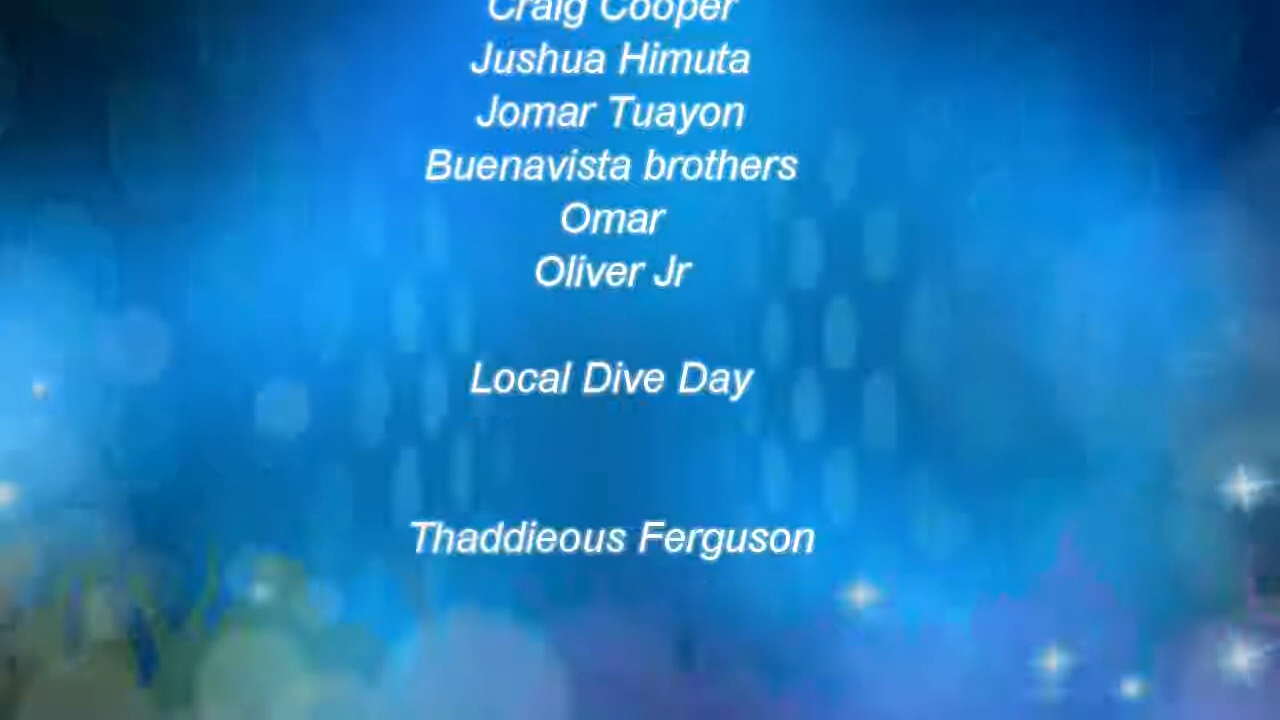 Craig Cooper
Jushua Himuta
Jomar Tuayon
Buenavista brothers
Omar
Oliver Jr
Local Dive Day
Thaddieous Ferguson